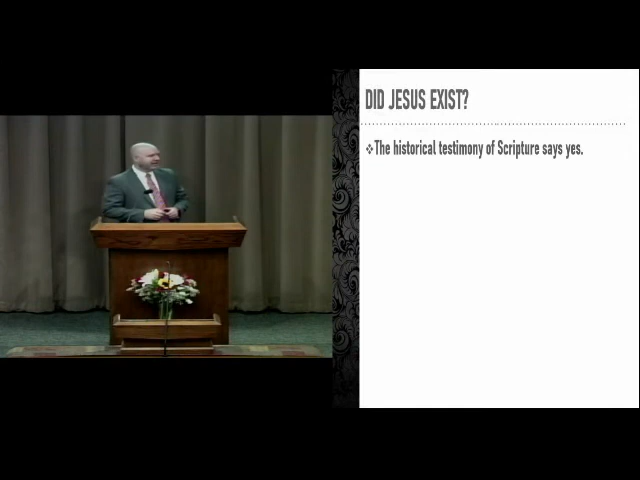 DID JESUS EXIST?
❖The historical testimony of Scripture says yes.